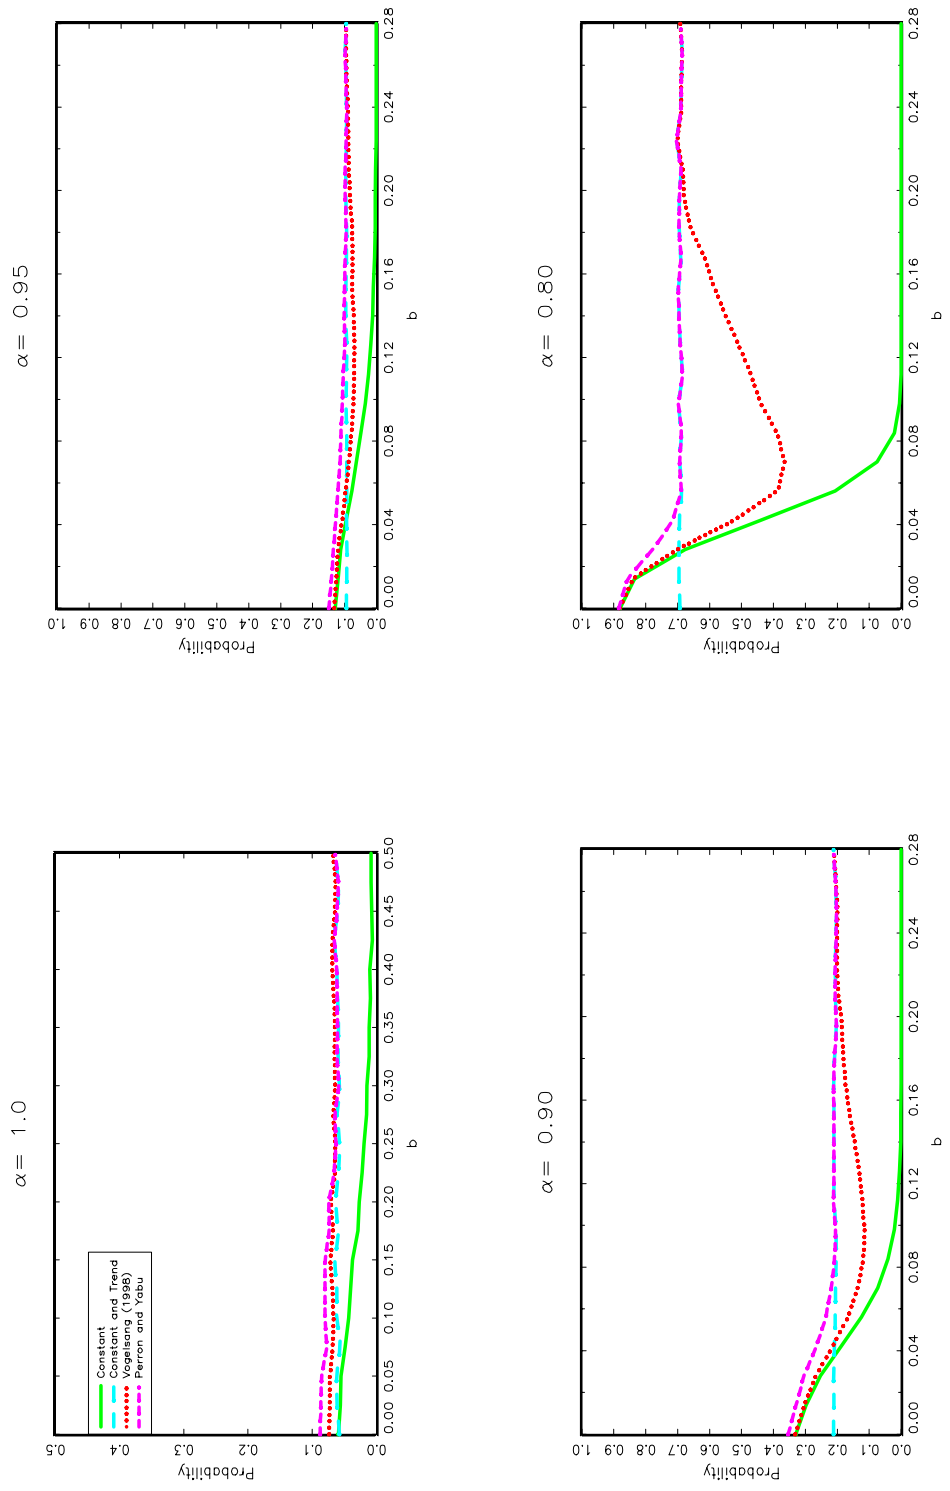 α= 1.0
Probability
0.5
0.4
0.3
0.2
0.1
0.0
Constant
Constant and Trend
Vogelsang (1998)
Perron and Yabu
0.00 0.05 0.10 0.15 0.20 0.25 0.30 0.35 0.40 0.45 0.50
b
α= 0.95
Probability
1.0
0.9
0.8
0.7
0.6
0.5
0.4
0.3
0.2
0.1
0.0
0.00 0.04 0.08 0.12 0.16 0.20 0.24 0.28
b
α= 0.90
Probability
1.0
0.9
0.8
0.7
0.6
0.5
0.4
0.3
0.2
0.1
0.0
0.00 0.04 0.08 0.12 0.16 0.20 0.24 0.28
b
α= 0.80
Probability
1.0
0.9
0.8
0.7
0.6
0.5
0.4
0.3
0.2
0.1
0.0
0.00 0.04 0.08 0.12 0.16 0.20 0.24 0.28
b